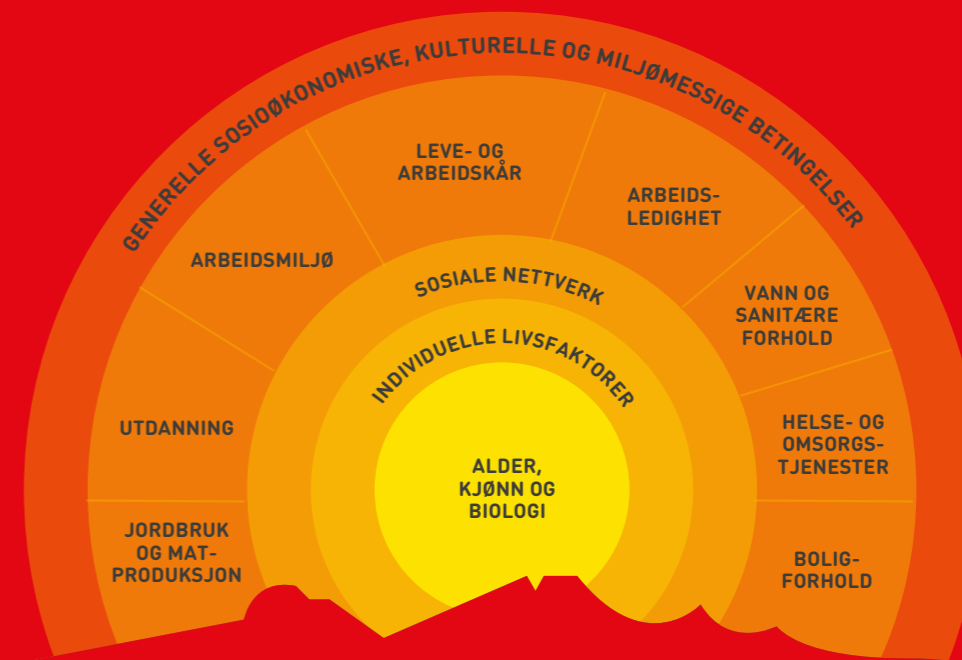 GENERELLE SOSIOØKONOMISKE, KULTURELLE OG MILJØMESSIGE BETINGELSER
LEVE- OG
ARBEIDSKÅR
ARBEIDS-
LEDIGHET
ARBEIDSMILJØ
SOSIALE NETTVERK
VANN OG
SANITÆRE
FORHOLD
INDIVIDUELLE LIVSFAKTORER
UTDANNING
HELSE- OG
OMSORGS-
TJENESTER
ALDER,
KJØNN OG
BIOLOGI
JORDBRUK
OG MAT-
PRODUKSJON
BOLIG-
FORHOLD